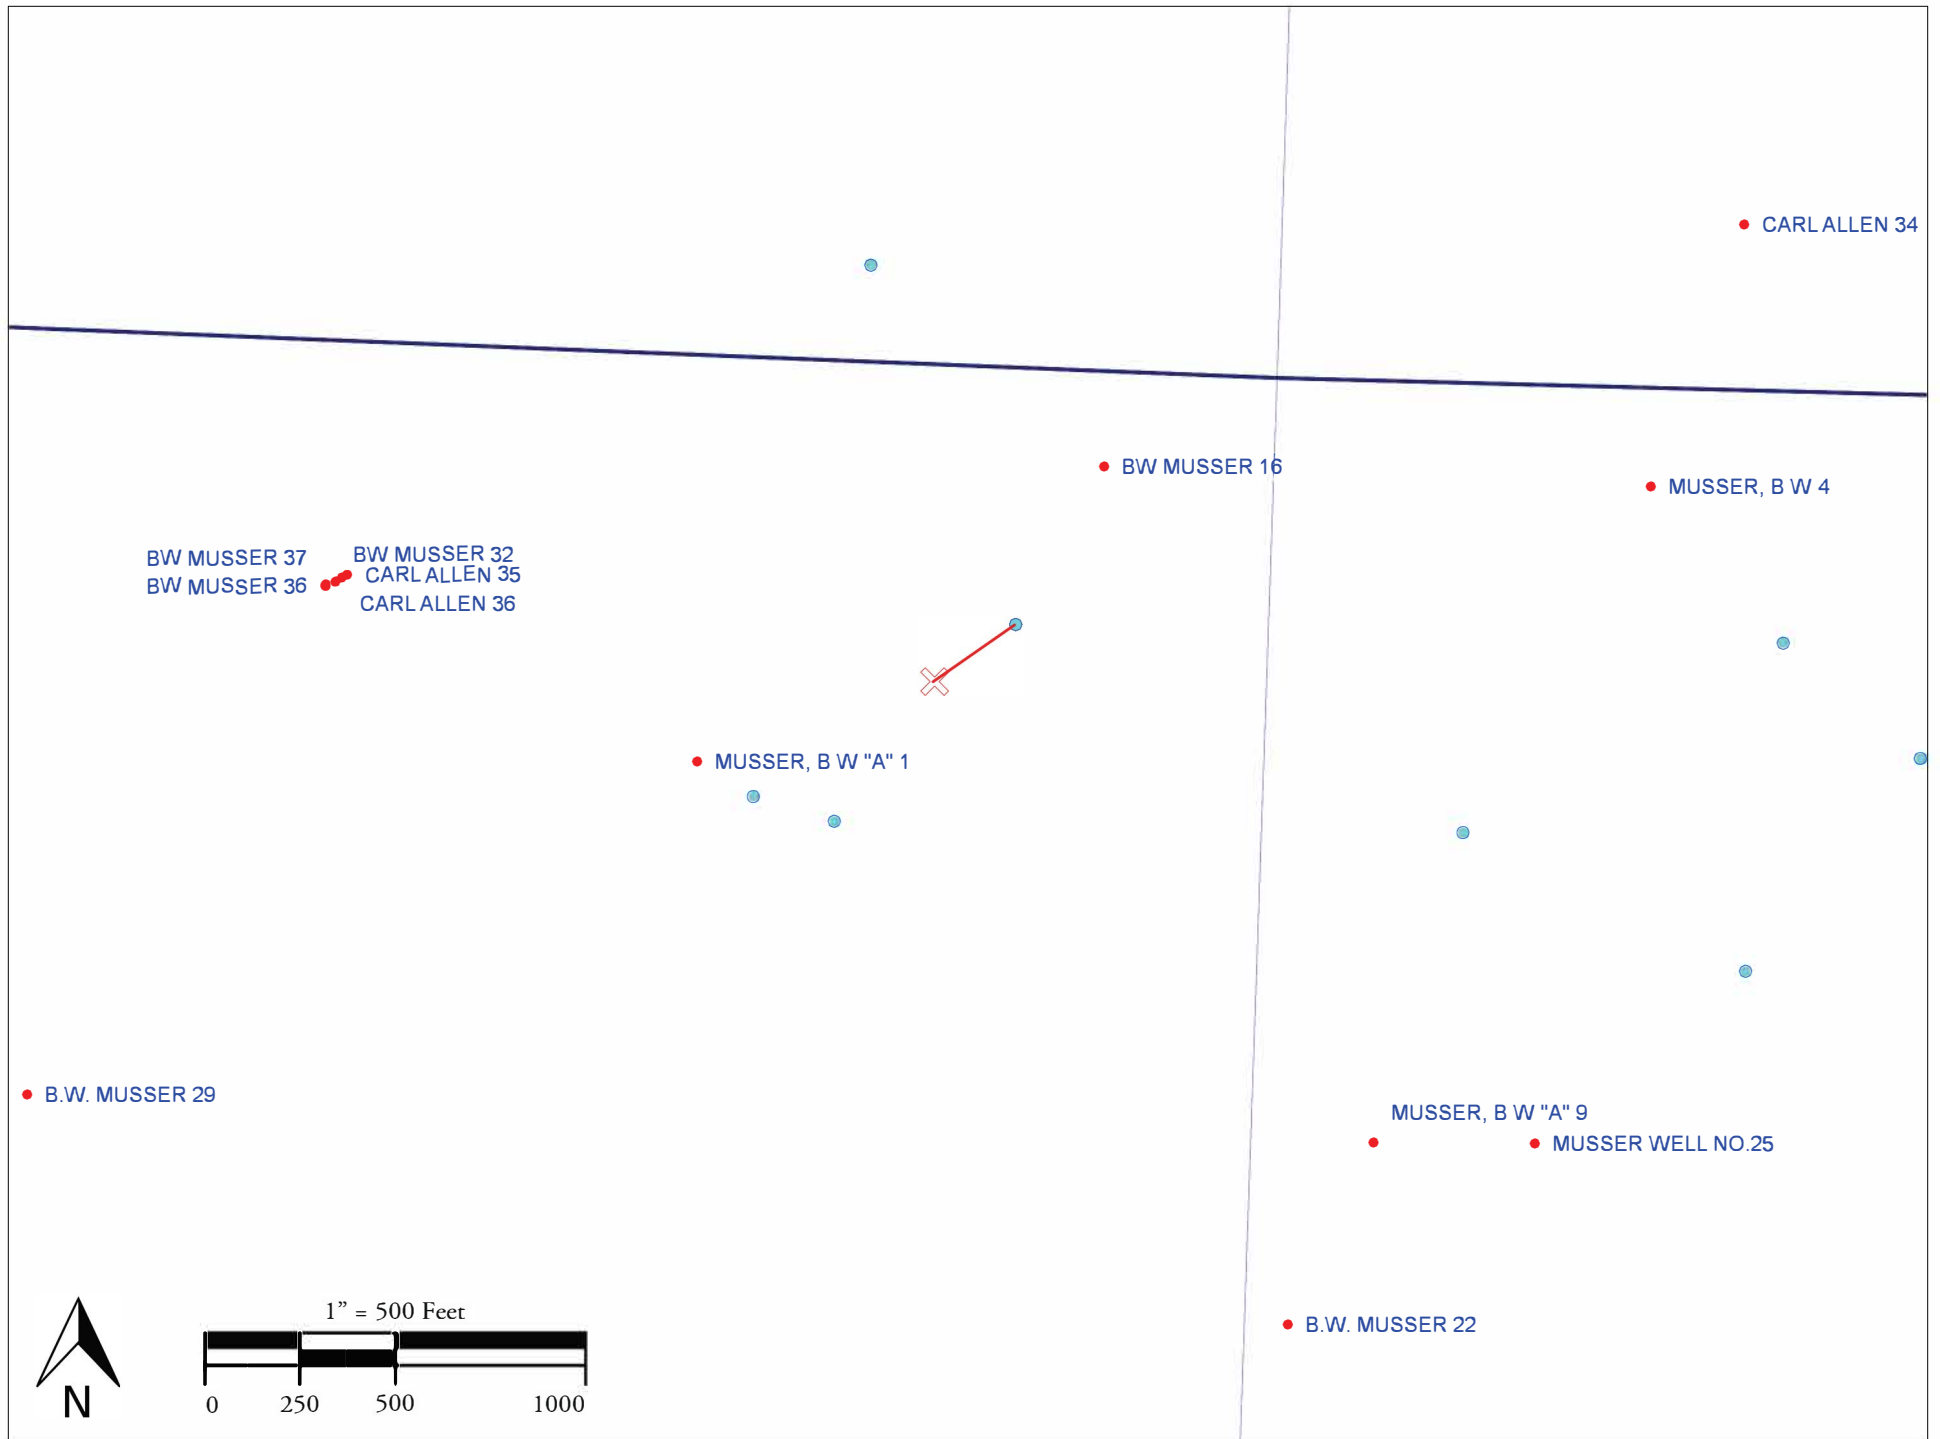 CARL ALLEN 34
BW MUSSER 16
MUSSER, B W 4
BW MUSSER 37
BW MUSSER 32
CARL ALLEN 35
BW MUSSER 36
CARL ALLEN 36
MUSSER, B W "A" 1
B.W. MUSSER 29
MUSSER, B W "A" 9
MUSSER WELL NO.25
B.W. MUSSER 22
1” = 500 Feet
0 250 500 1000
N